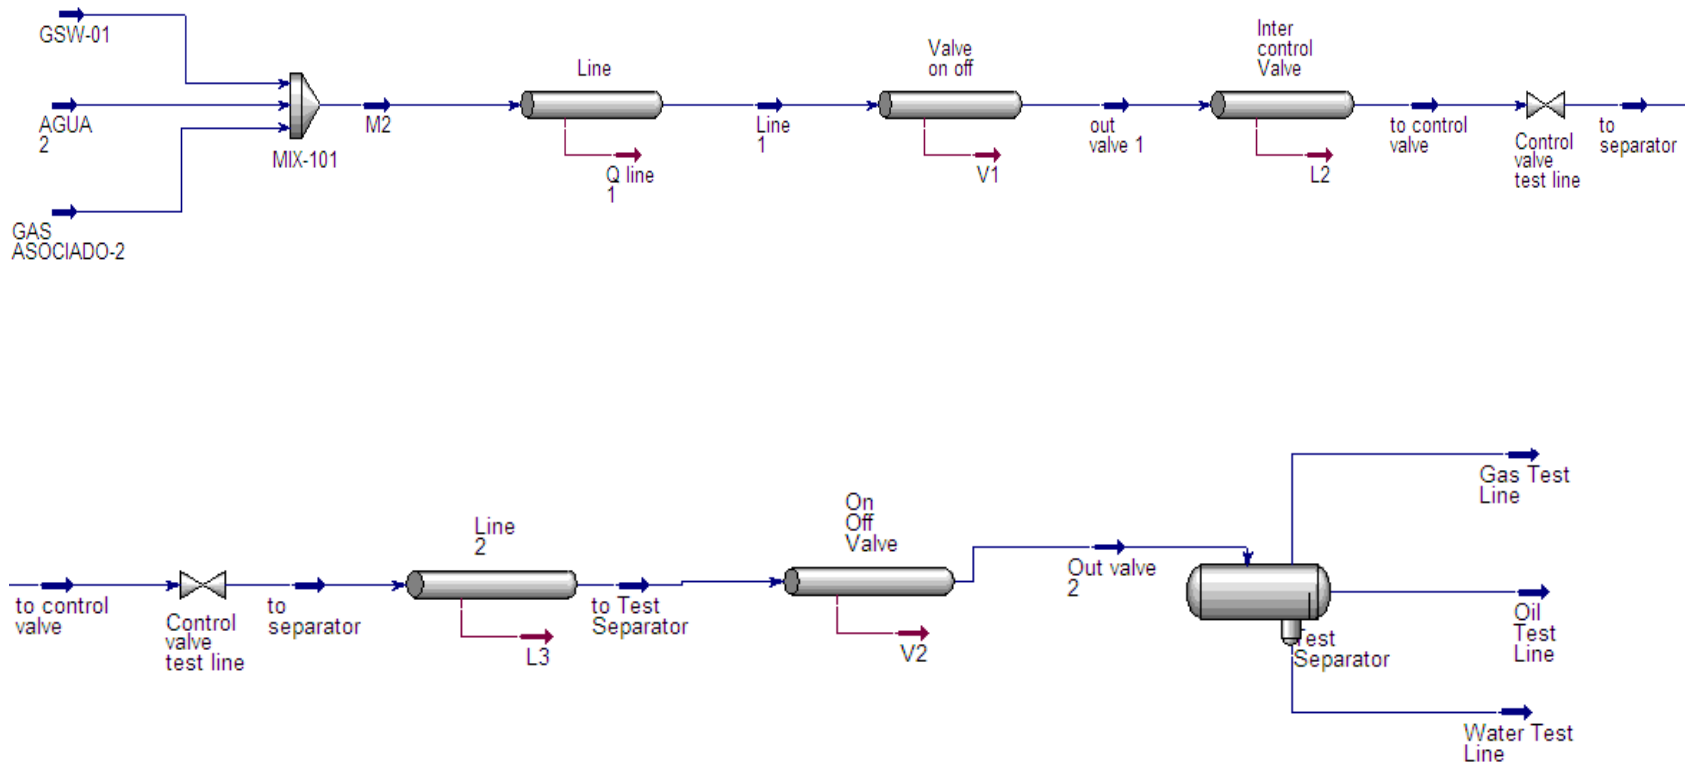 GSW-01
AGUA
2
GAS
ASOCIADO-2
MIX-101
M2
Line
Q line
1
Line
1
Valve
on off
V1
out
valve 1
Inter
control
Valve
L2
to control
valve
Control
valve
test line
to
separator
to control
valve
Control
valve
test line
to
separator
Line
2
L3
to Test
Separator
On
Off
Valve
V2
Out valve
2
Test
Separator
Gas Test
Line
Oil
Test
Line
Water Test
Line